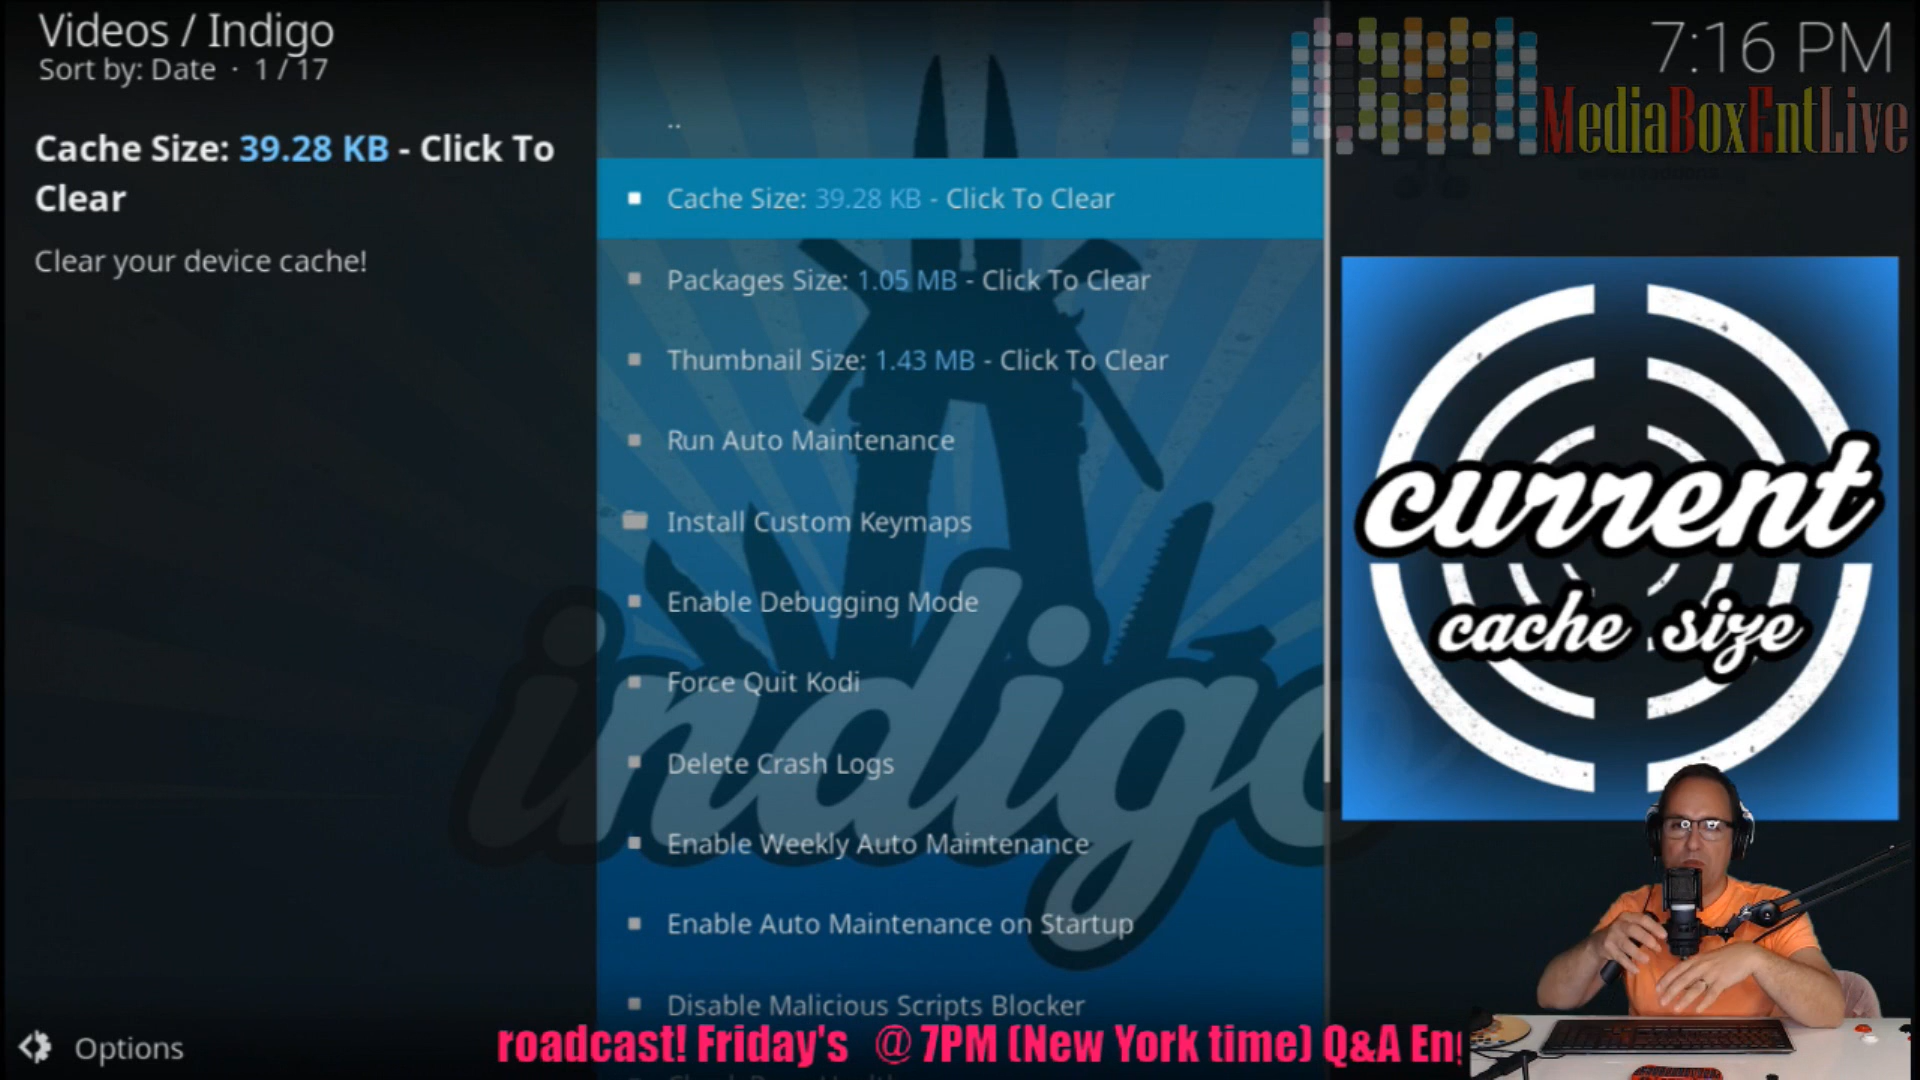 Videos / Indigo
Sort by: Date · 1 / 17
7:16 PM
MediaBoxEntLive
Cache Size: 39.28 KB - Click To
Clear
Clear your device cache!
..
Cache Size: 39.28 KB - Click To Clear
Packages Size: 1.05 MB - Click To Clear
Thumbnail Size: 1.43 MB - Click To Clear
Run Auto Maintenance
Install Custom Keymaps
Enable Debugging Mode
Force Quit Kodi
Delete Crash Logs
Enable Weekly Auto Maintenance
Enable Auto Maintenance on Startup
Disable Malicious Scripts Blocker
indigo
current
cache size
Options
roadcast! Friday's @ 7PM (New York time) Q&A En